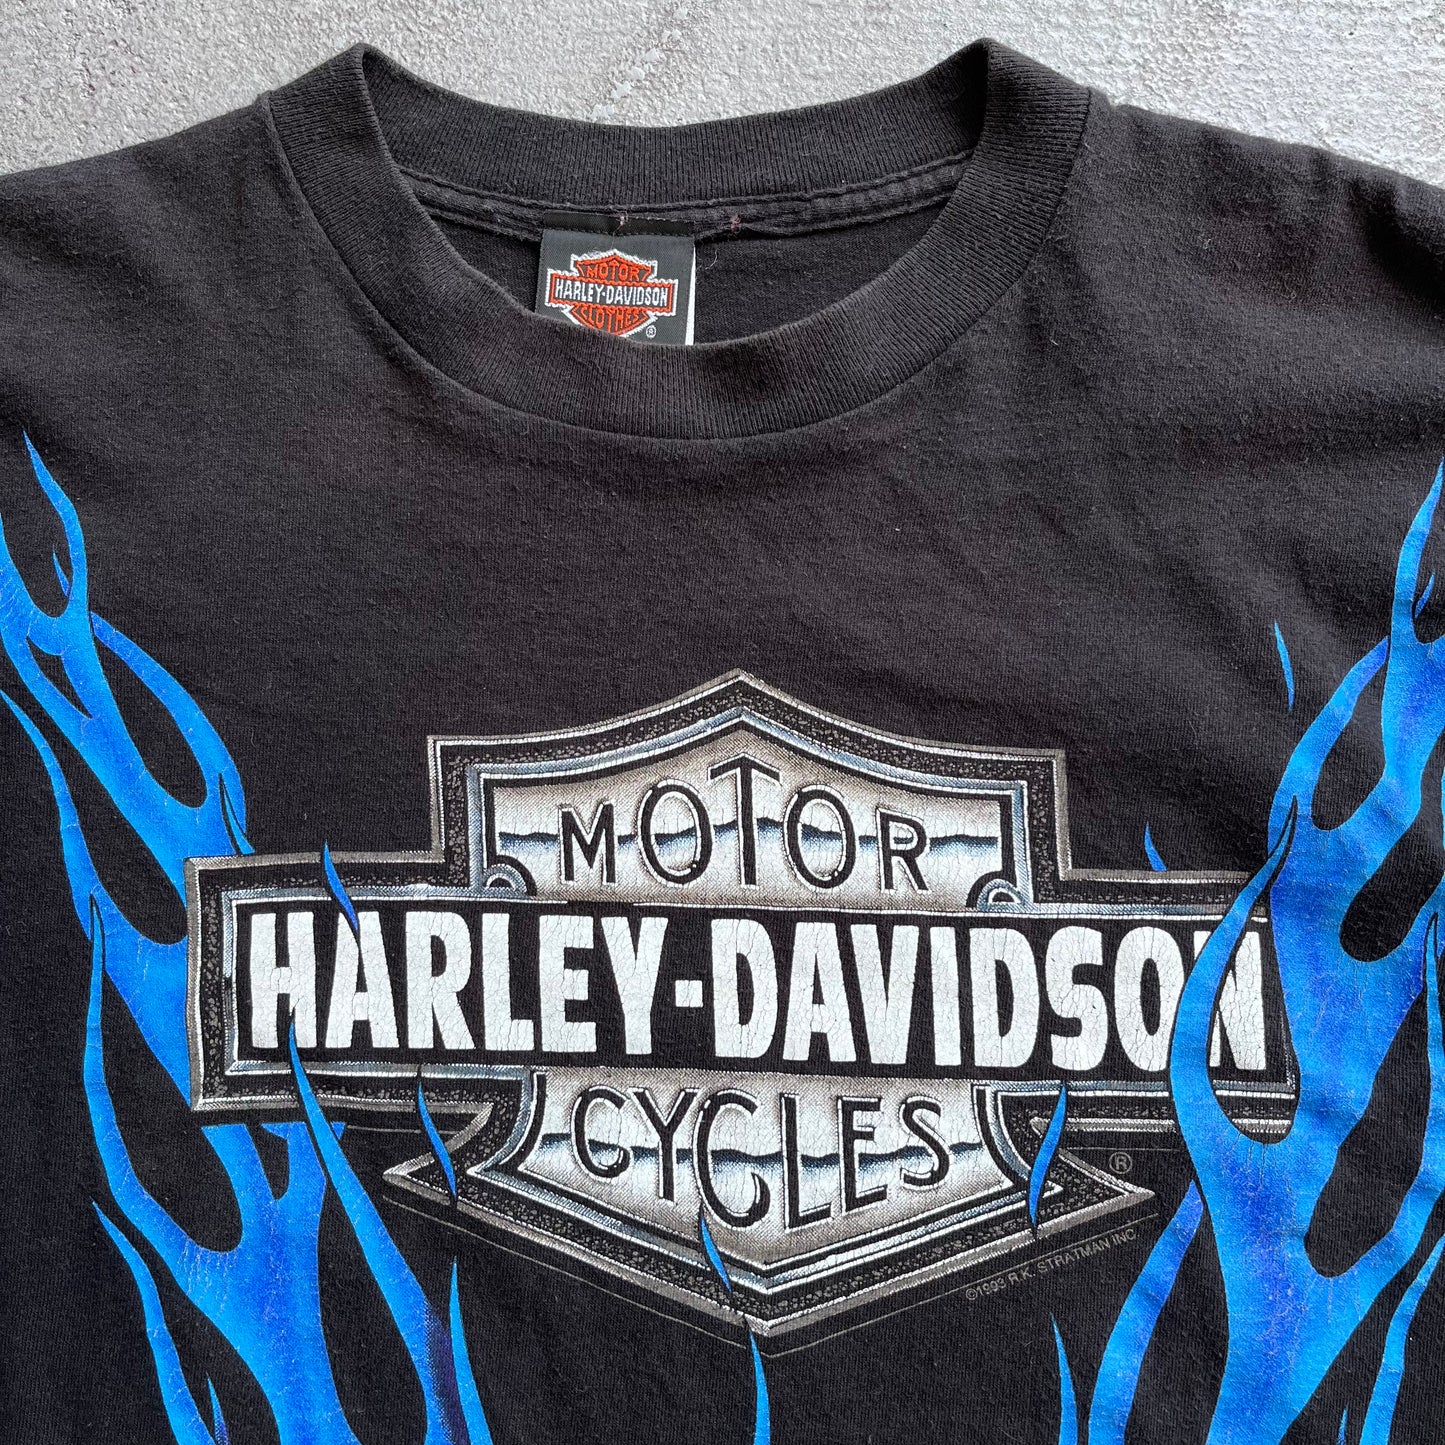 MOTOR
HARLEY-DAVIDSON
CLOTHES
®
MOTOR
HARLEY-DAVIDSON
CYCLES
®
©1993 R.K. STRATMAN INC